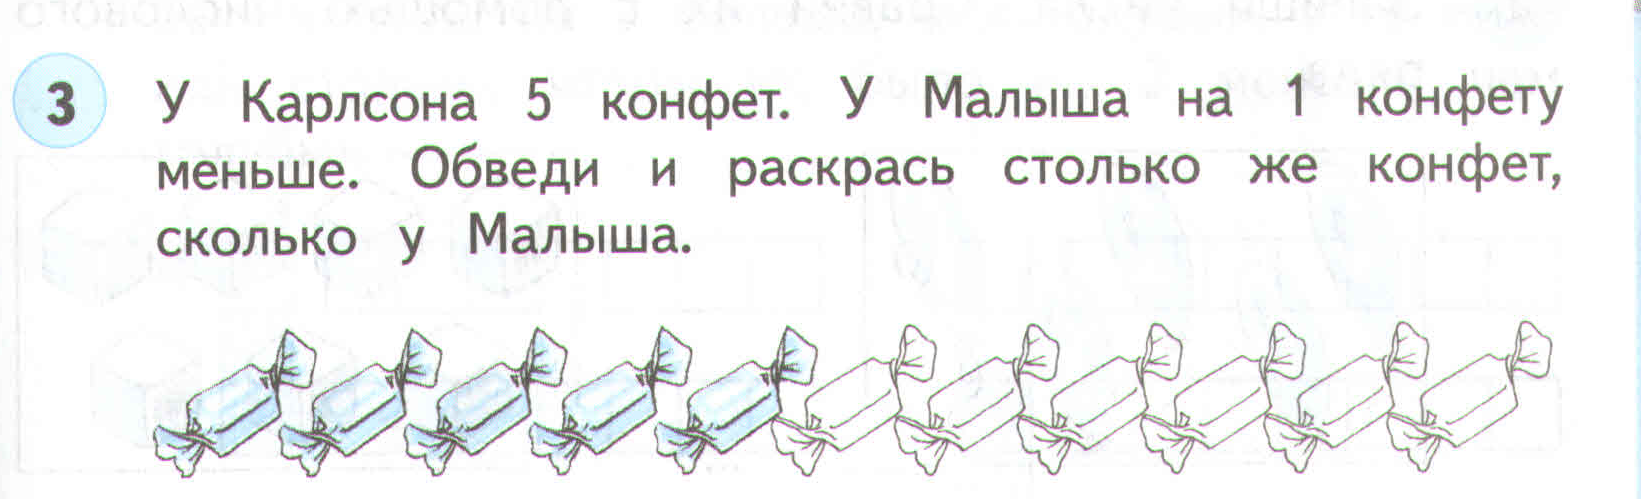 3 У Карлсона 5 конфет. У Малыша на 1 конфету
меньше. Обведи и раскрась столько же конфет,
сколько у Малыша.